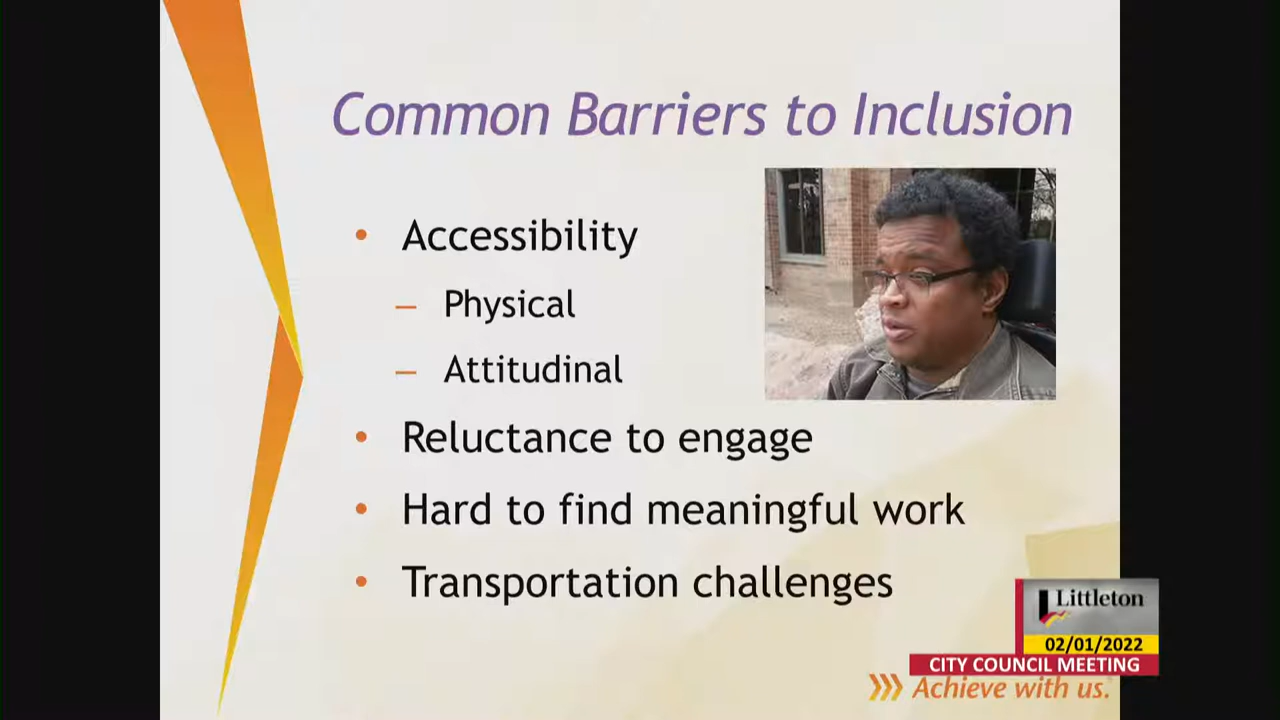 Common Barriers to Inclusion
• Accessibility
– Physical
– Attitudinal
• Reluctance to engage
• Hard to find meaningful work
• Transportation challenges
Littleton
02/01/2022
CITY COUNCIL MEETING
Achieve with us.